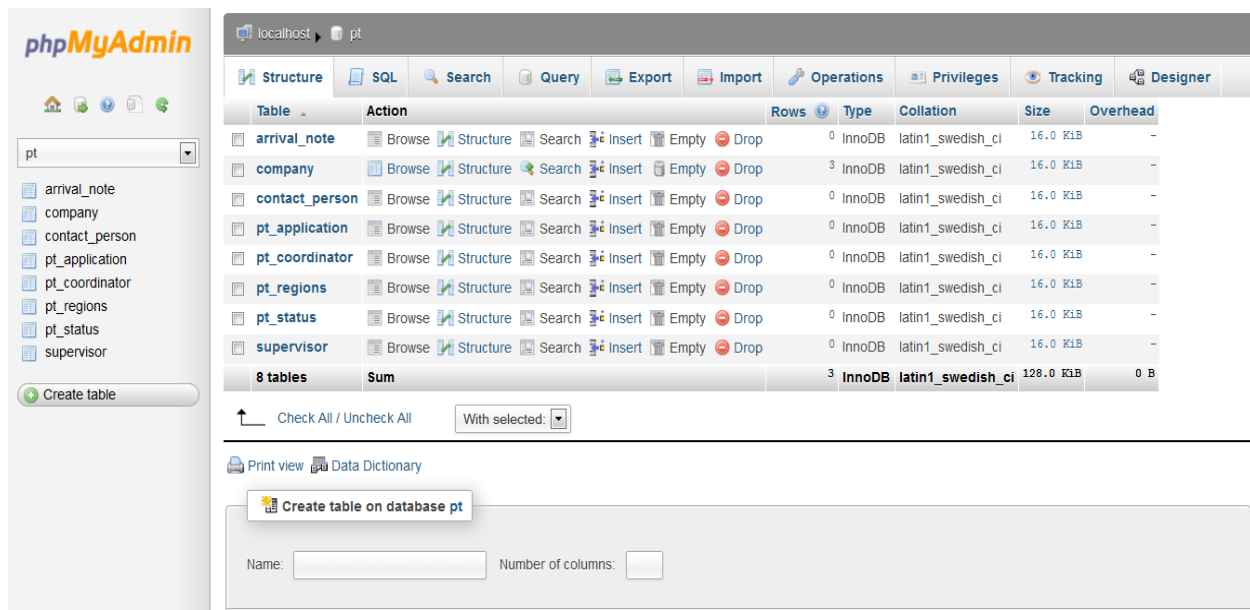 phpMyAdmin
pt
arrival_note
company
contact_person
pt_application
pt_coordinator
pt_regions
pt_status
supervisor
Create table
localhost pt
Structure SQL Search Query Export Import Operations Privileges Tracking Designer
Table Action Rows Type Collation Size Overhead
arrival_note Browse Structure Search Insert Empty Drop 0 InnoDB latin1_swedish_ci 16.0 KiB -
company Browse Structure Search Insert Empty Drop 3 InnoDB latin1_swedish_ci 16.0 KiB -
contact_person Browse Structure Search Insert Empty Drop 0 InnoDB latin1_swedish_ci 16.0 KiB -
pt_application Browse Structure Search Insert Empty Drop 0 InnoDB latin1_swedish_ci 16.0 KiB -
pt_coordinator Browse Structure Search Insert Empty Drop 0 InnoDB latin1_swedish_ci 16.0 KiB -
pt_regions Browse Structure Search Insert Empty Drop 0 InnoDB latin1_swedish_ci 16.0 KiB -
pt_status Browse Structure Search Insert Empty Drop 0 InnoDB latin1_swedish_ci 16.0 KiB -
supervisor Browse Structure Search Insert Empty Drop 0 InnoDB latin1_swedish_ci 16.0 KiB -
8 tables Sum 3 InnoDB latin1_swedish_ci 128.0 KiB 0 B
Check All / Uncheck All With selected:
Print view Data Dictionary
Create table on database pt
Name: Number of columns: